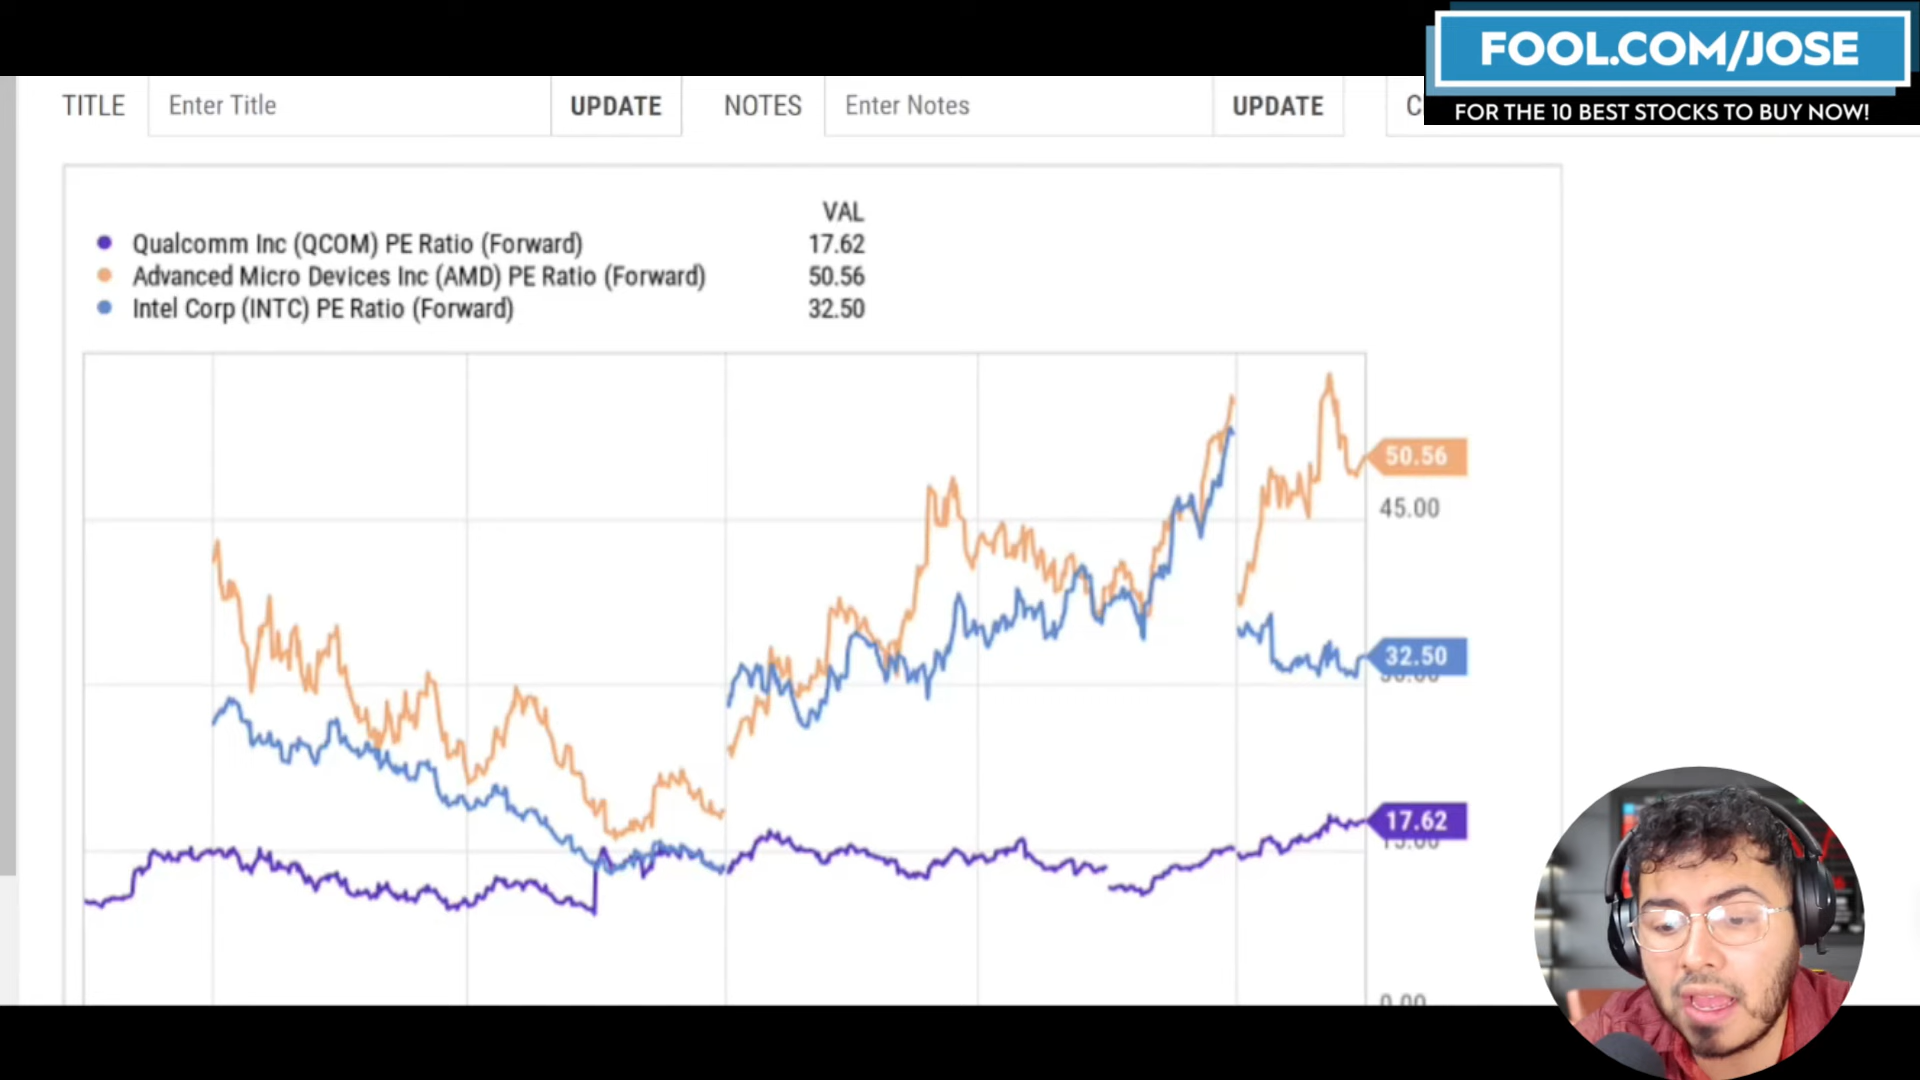 FOOL.COM/JOSE
FOR THE 10 BEST STOCKS TO BUY NOW!
TITLE Enter Title UPDATE NOTES Enter Notes UPDATE
VAL
Qualcomm Inc (QCOM) PE Ratio (Forward) 17.62
Advanced Micro Devices Inc (AMD) PE Ratio (Forward) 50.56
Intel Corp (INTC) PE Ratio (Forward) 32.50
50.56
45.00
32.50
17.62